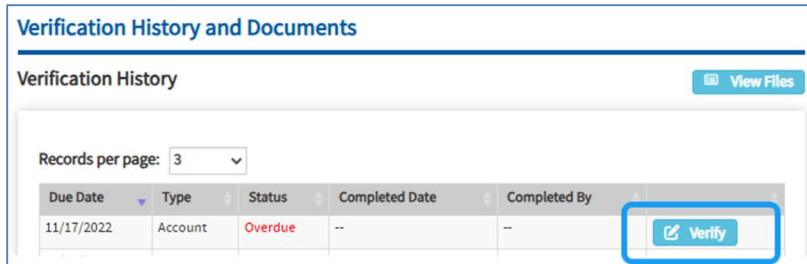 Verification History and Documents
Verification History
View Files
Records per page: 3
Due Date Type Status Completed Date Completed By
11/17/2022 Account Overdue -- -- Verify